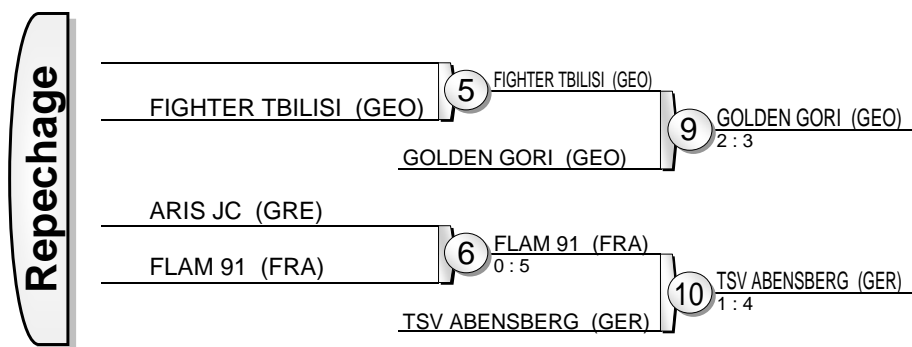 Repechage
FIGHTER TBILISI (GEO)
5
FIGHTER TBILISI (GEO)
GOLDEN GORI (GEO)
9
GOLDEN GORI (GEO)
2 : 3
ARIS JC (GRE)
FLAM 91 (FRA)
6
FLAM 91 (FRA)
0 : 5
TSV ABENSBERG (GER)
10
TSV ABENSBERG (GER)
1 : 4